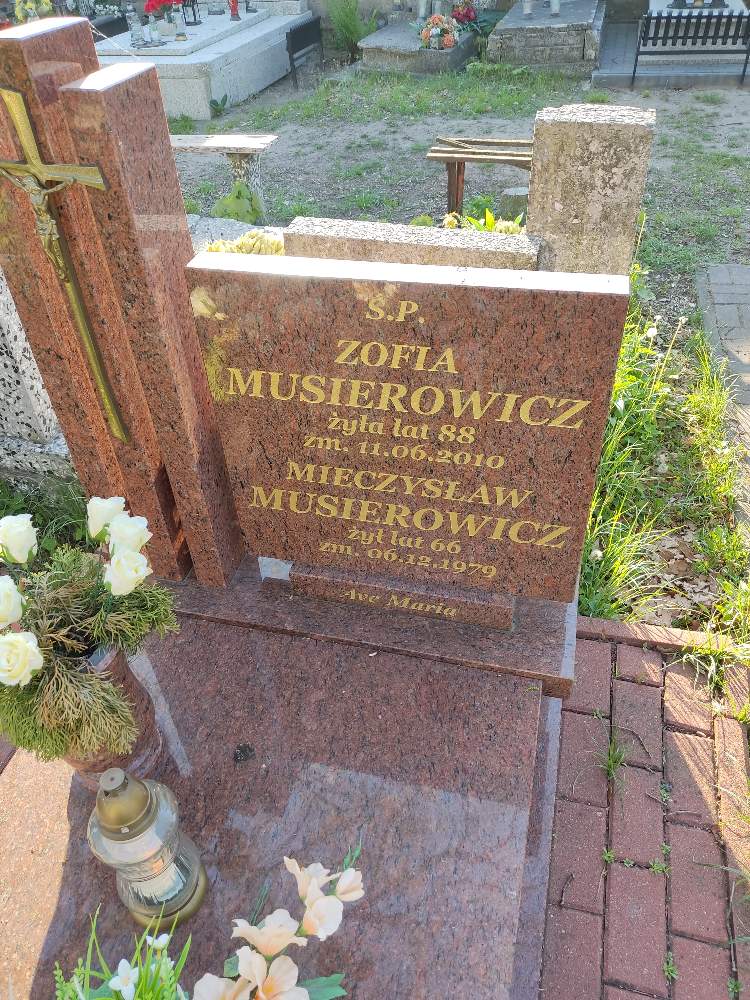 Ś.P.
ZOFIA
MUSIEROWICZ
żyła lat 88
zm. 11.06.2010
MIECZYSŁAW
MUSIEROWICZ
żył lat 66
zm. 06.12.1979
Ave Maria